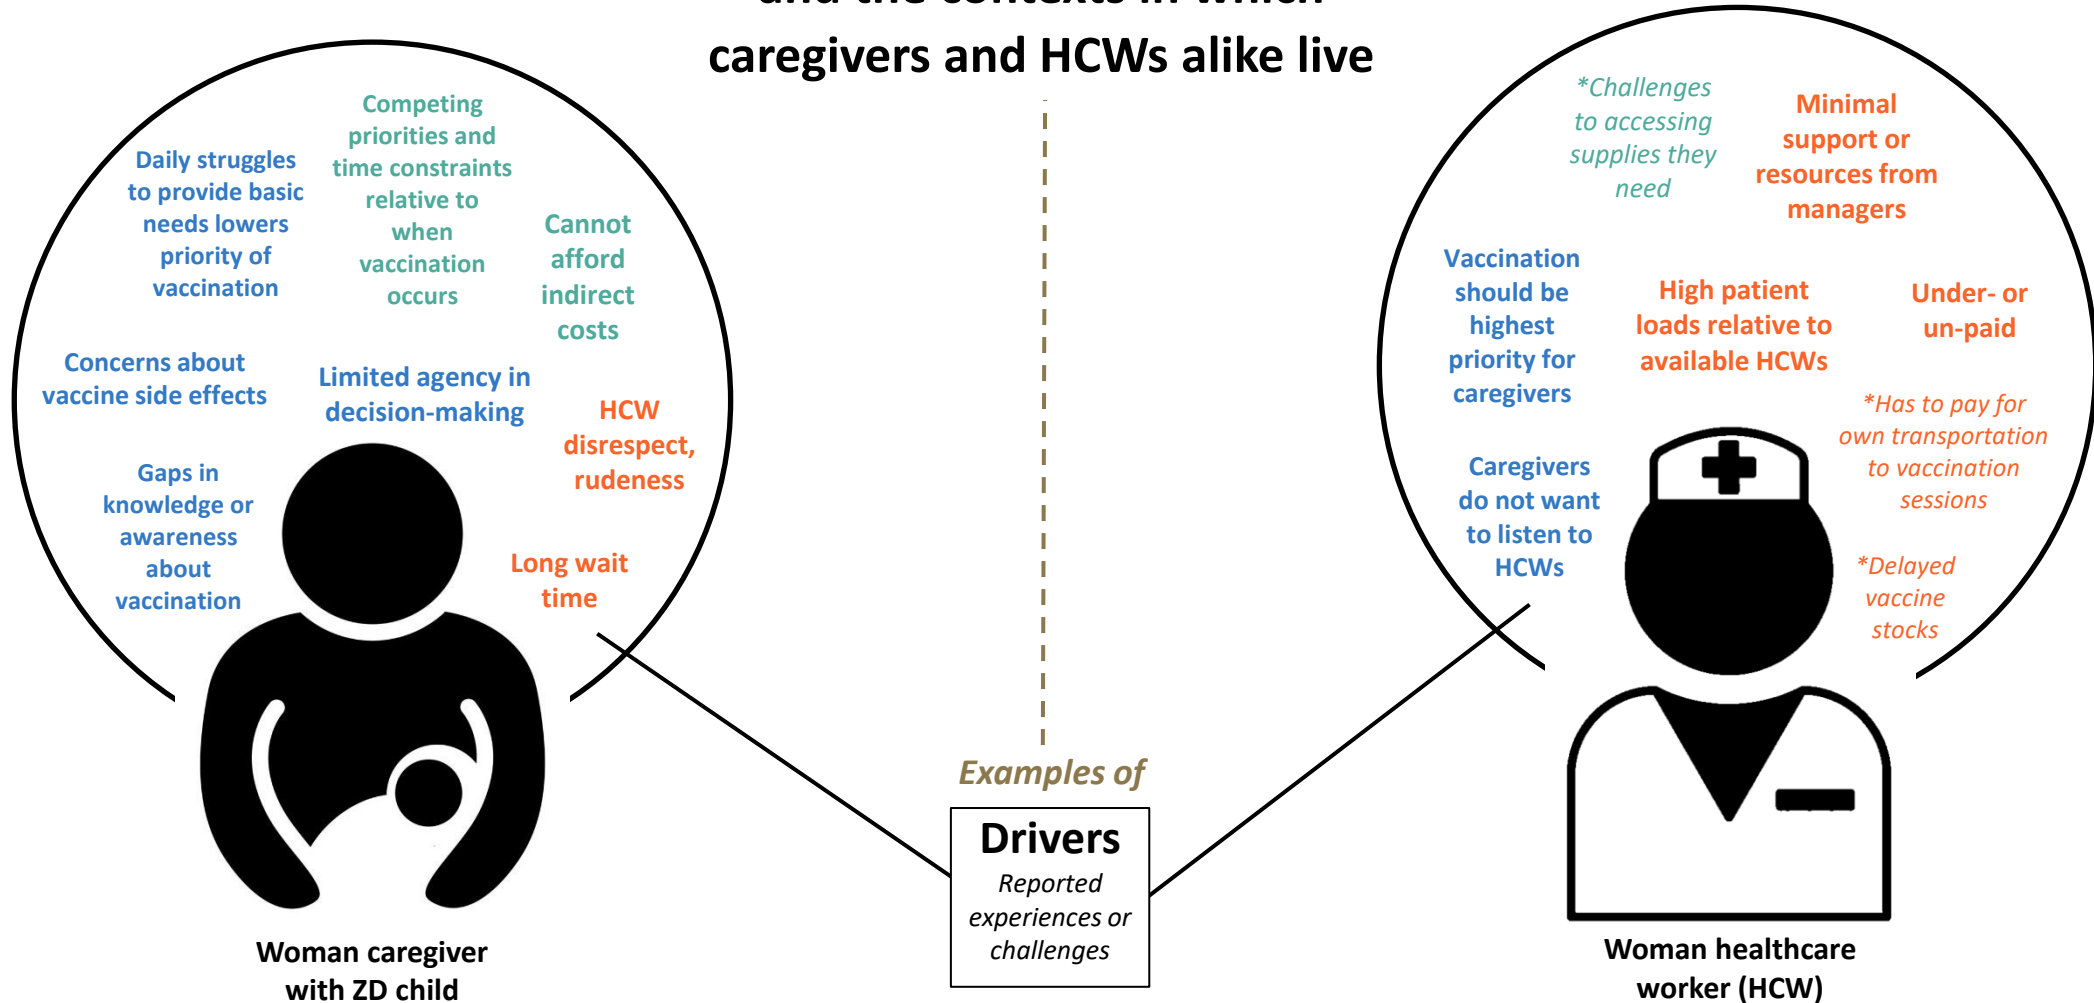 and the contexts in which
caregivers and HCWs alike live
Daily struggles
to provide basic
needs lowers
priority of
vaccination
Competing
priorities and
time constraints
relative to
when
vaccination
occurs
Cannot
afford
indirect
costs
Concerns about
vaccine side effects
Limited agency in
decision-making
HCW
disrespect,
rudeness
Gaps in
knowledge or
awareness
about
vaccination
Long wait
time
Woman caregiver
with ZD child
Examples of
Drivers
Reported
experiences or
challenges
*Challenges
to accessing
supplies they
need
Minimal
support or
resources from
managers
Vaccination
should be
highest
priority for
caregivers
High patient
loads relative to
available HCWs
Under- or
un-paid
*Has to pay for
own transportation
to vaccination
sessions
Caregivers
do not want
to listen to
HCWs
*Delayed
vaccine
stocks
Woman healthcare
worker (HCW)